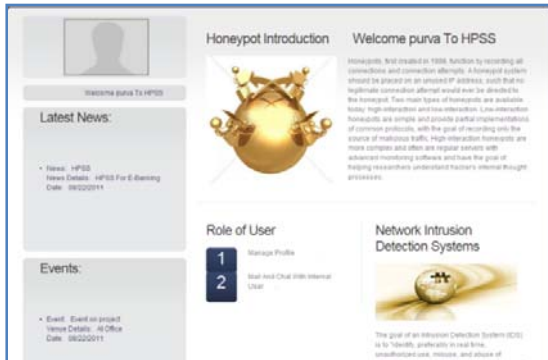 Welcome purva To HPSS
Latest News:
• News: HPSS
News Details: HPSS For E-Banking
Date: 09/22/2011
Events:
• Event: Event on project
Venue Details: At Office
Date: 09/22/2011
Honeypot Introduction
Welcome purva To HPSS
Honeypots, first created in 1999, function by recording all
connections and connection attempts. A honeypot system
should be placed on an unused IP address, such that no
legitimate connection attempt would ever be directed to
the honeypot. Two main types of honeypots are available
today: high-interaction and low-interaction. Low-interaction
honeypots are simple and provide partial implementations
of common protocols, with the goal of recording only the
source of malicious traffic. High-interaction honeypots are
more complex and often are regular servers with
advanced monitoring software and have the goal of
helping researchers understand hacker's internal thought
processes.
Role of User
1 Manage Profile
2 Mail And Chat With Internal
User
Network Intrusion
Detection Systems
The goal of an Intrusion Detection System (IDS)
is to "identify, preferably in real time,
unauthorized use, misuse, and abuse of